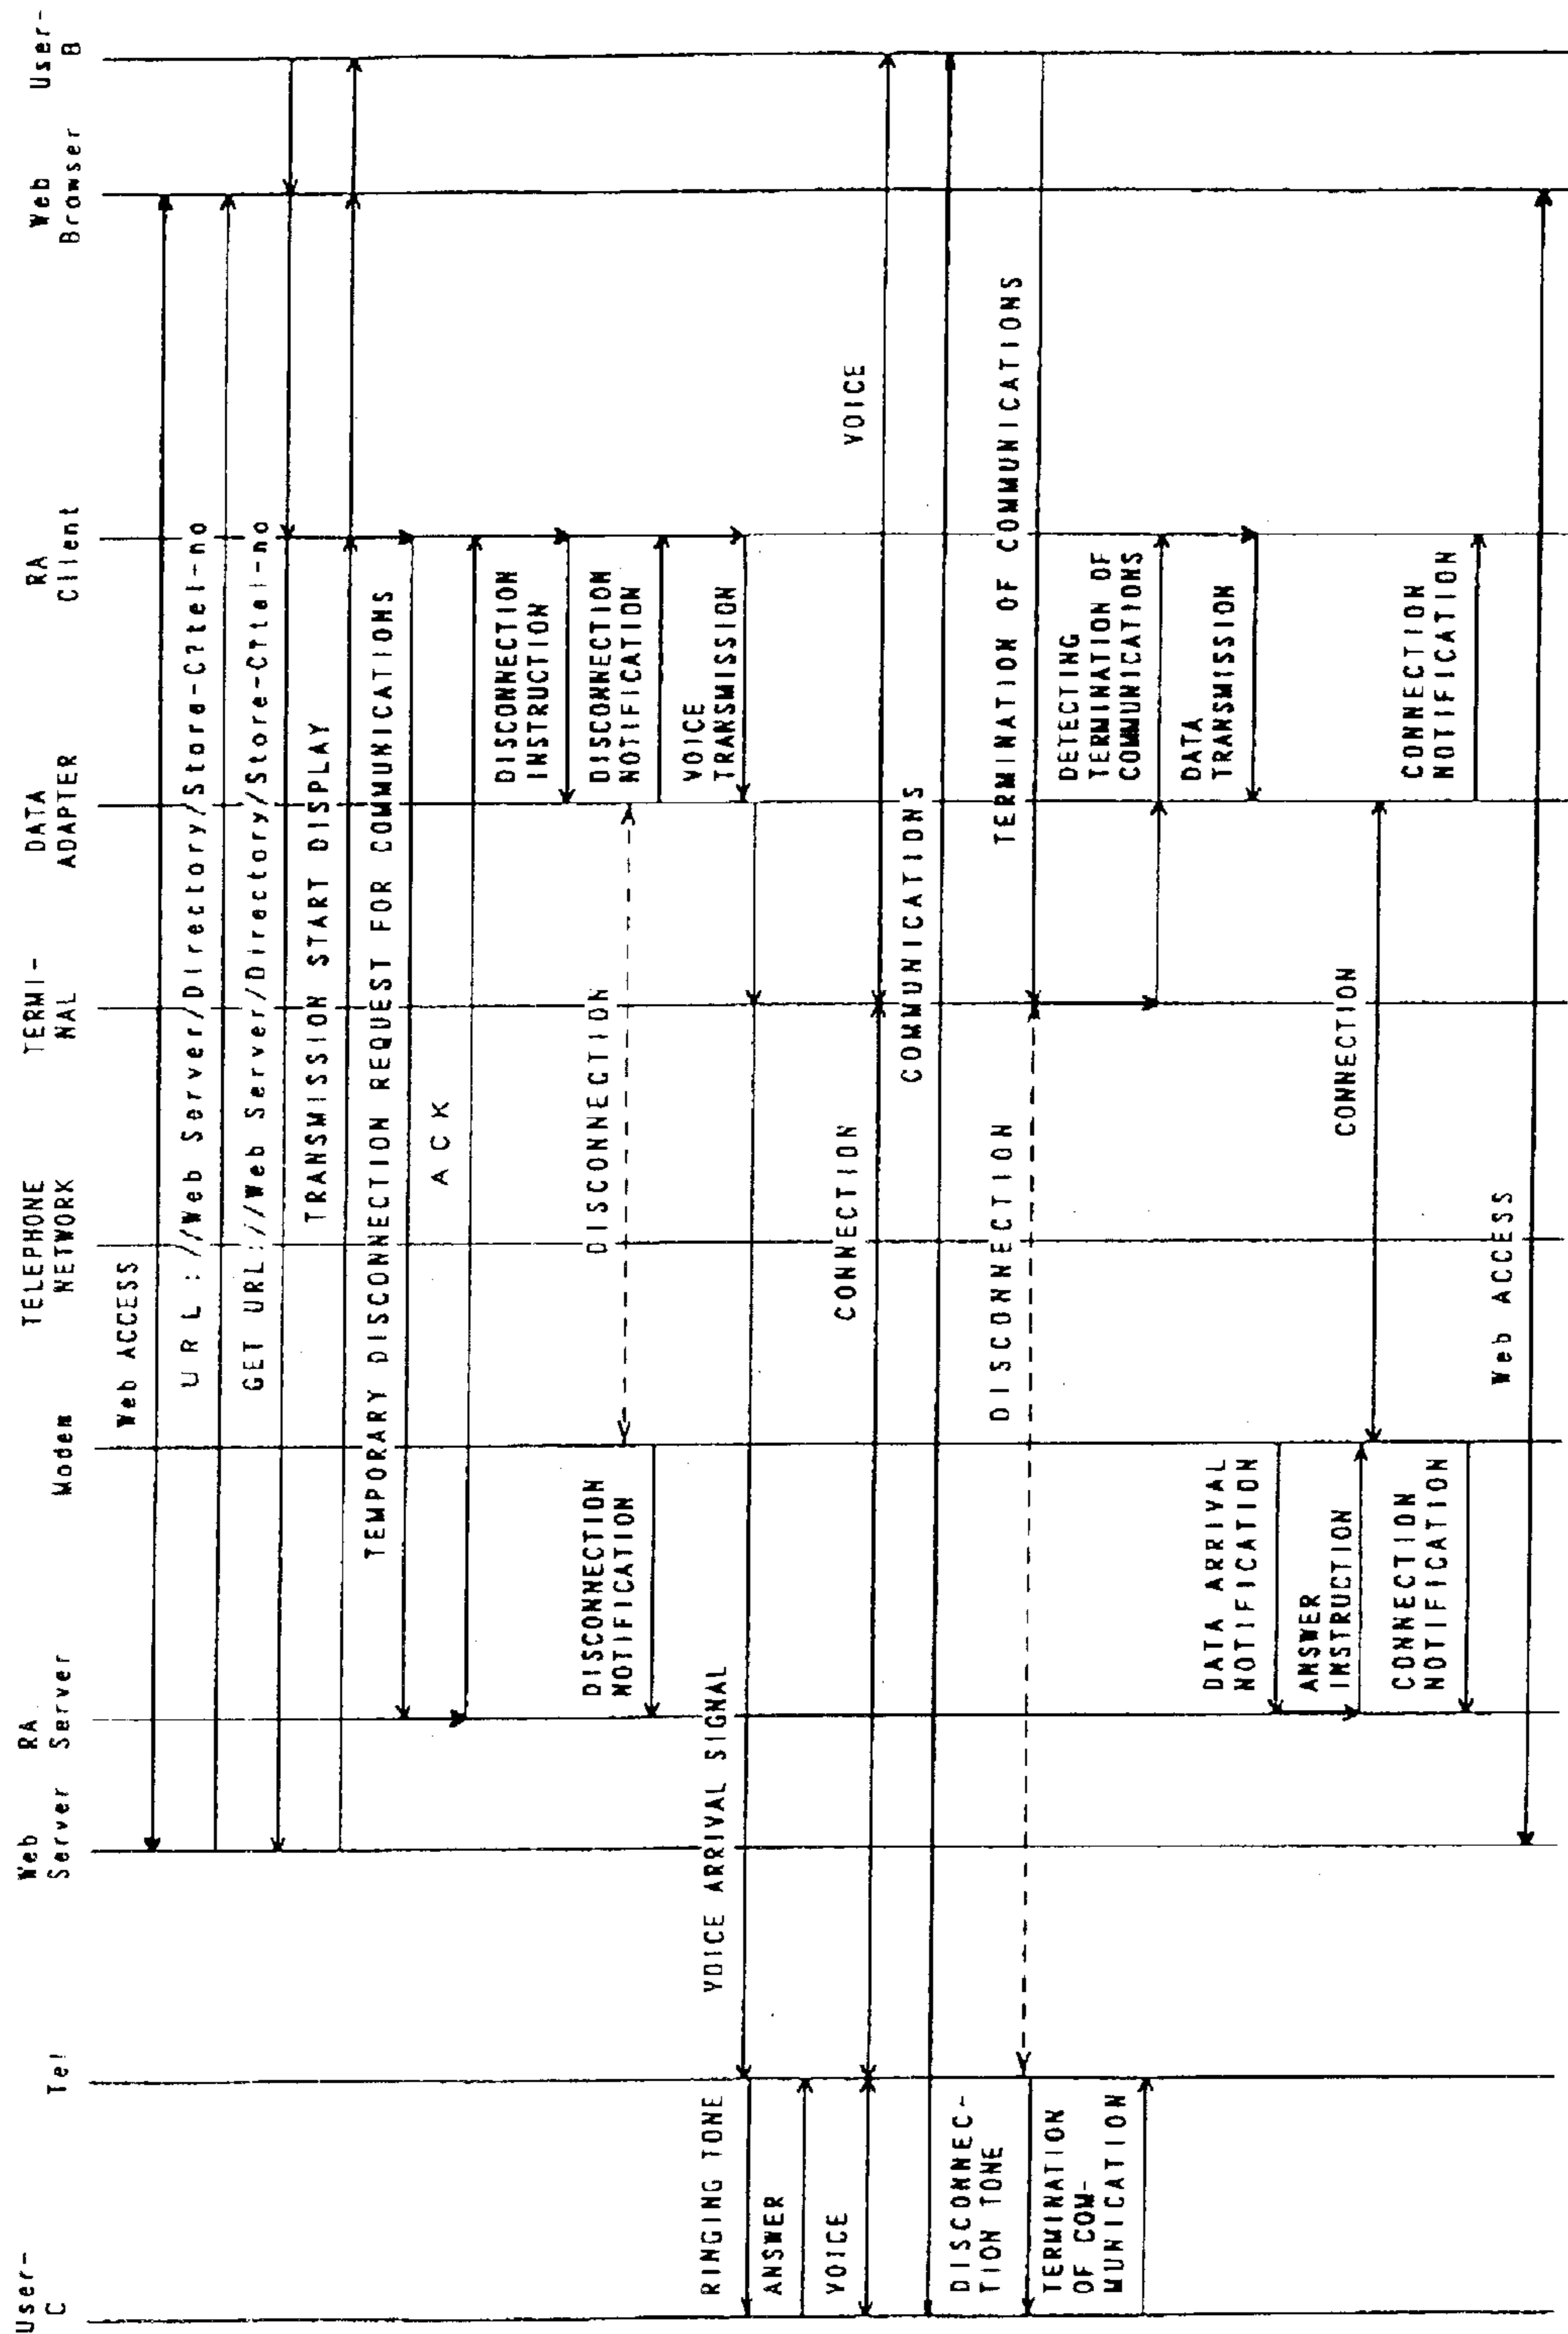 User-
C
Tel
Web
Server
RA
Server
Modem
TELEPHONE
NETWORK
TERMI-
NAL
DATA
ADAPTER
RA
Client
Web
Browser
User-
B
Web ACCESS
URL://Web Server/Directory/Store-C?tel-no
GET URL://Web Server/Directory/Store-C?tel-no
TRANSMISSION START DISPLAY
TEMPORARY DISCONNECTION REQUEST FOR COMMUNICATIONS
ACK
DISCONNECTION
INSTRUCTION
DISCONNECTION
DISCONNECTION
NOTIFICATION
DISCONNECTION
NOTIFICATION
VOICE
TRANSMISSION
VOICE ARRIVAL SIGNAL
RINGING TONE
ANSWER
VOICE
CONNECTION
VOICE
COMMUNICATIONS
TERMINATION OF COMMUNICATIONS
DISCONNECTION
DISCONNEC-
TION TONE
TERMINATION
OF COM-
MUNICATION
DETECTING
TERMINATION OF
COMMUNICATIONS
DATA
TRANSMISSION
DATA ARRIVAL
NOTIFICATION
ANSWER
INSTRUCTION
CONNECTION
CONNECTION
NOTIFICATION
CONNECTION
NOTIFICATION
Web ACCESS